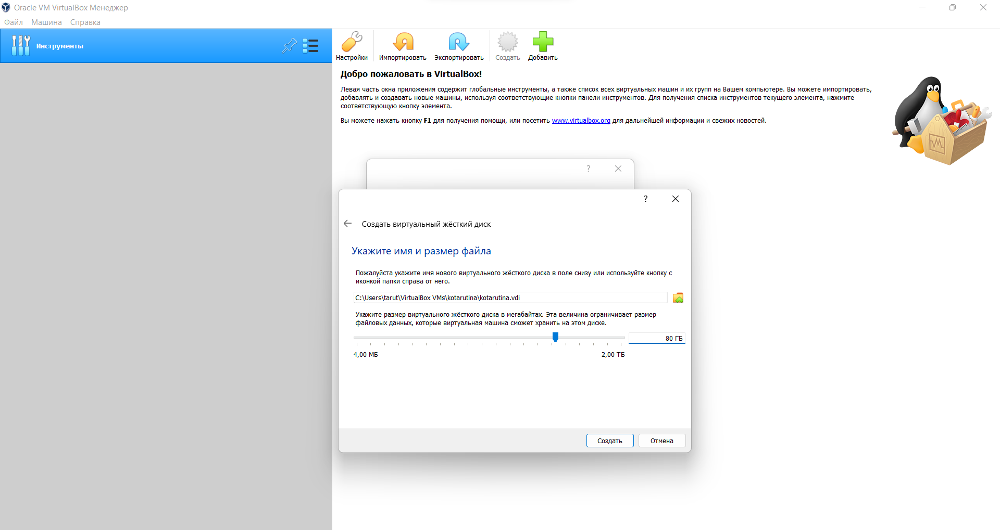 Oracle VM VirtualBox Менеджер
Файл Машина Справка
Инструменты
Настройки Импортировать Экспортировать Создать Добавить
Добро пожаловать в VirtualBox!
Левая часть окна приложения содержит глобальные инструменты, а также список всех виртуальных машин и их групп на Вашем компьютере. Вы можете импортировать,
добавлять и создавать новые машины, используя соответствующие кнопки панели инструментов. Для получения списка инструментов текущего элемента, нажмите
соответствующую кнопку элемента.
Вы можете нажать кнопку F1 для получения помощи, или посетить www.virtualbox.org для дальнейшей информации и свежих новостей.
?
?
Создать виртуальный жёсткий диск
Укажите имя и размер файла
Пожалуйста укажите имя нового виртуального жёсткого диска в поле снизу или используйте кнопку с
иконкой папки справа от него.
C:\Users\tarut\VirtualBox VMs\kotarutina\kotarutina.vdi
Укажите размер виртуального жёсткого диска в мегабайтах. Эта величина ограничивает размер
файловых данных, которые виртуальная машина сможет хранить на этом диске.
80 ГБ
4,00 МБ 2,00 ТБ
Создать Отмена